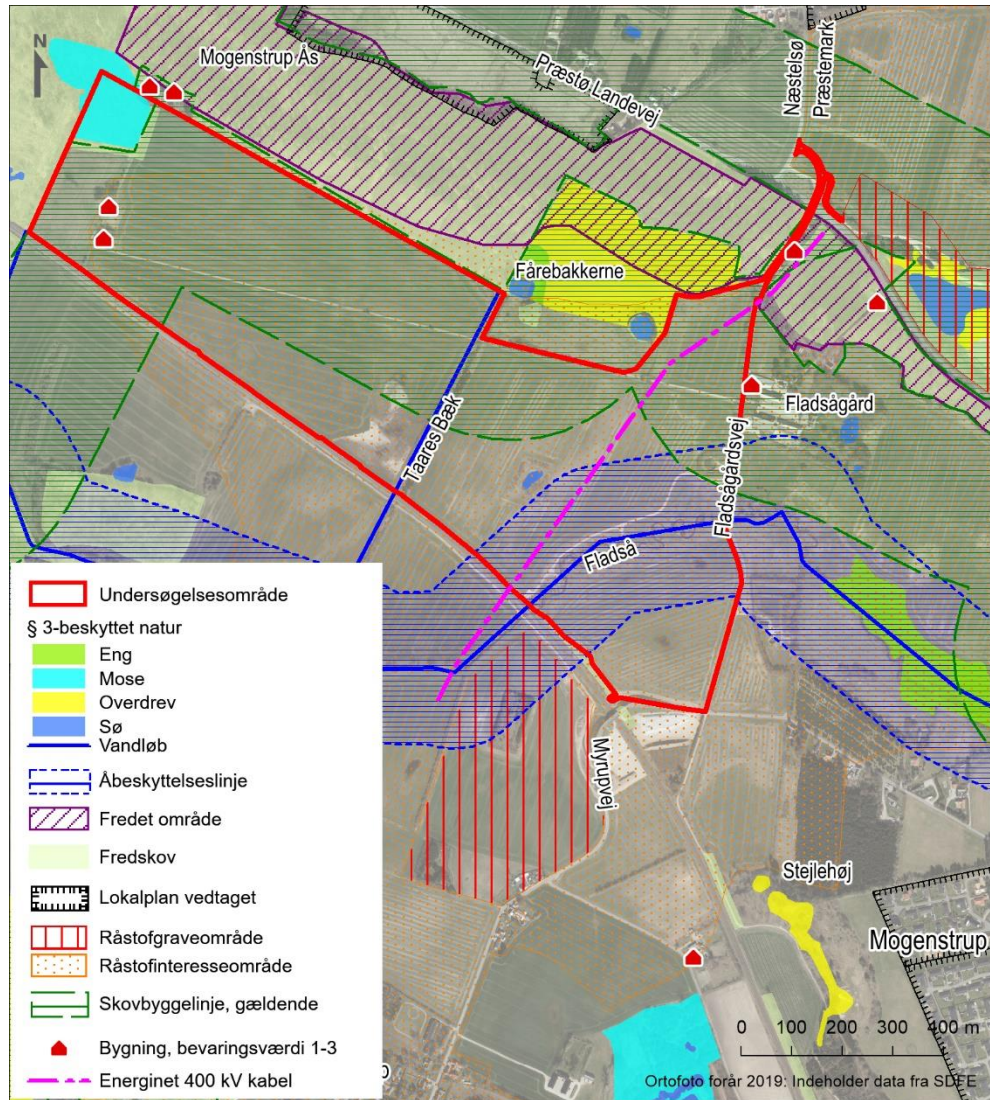 N
Mogenstrup Ås
Præstø Landevej
Næstelsø
Præstemark
Fårebakkerne
Taares Bæk
Fladsågårdsvej
Fladsågård
Fladså
Myrupvej
Stejlehøj
Mogenstrup
Undersøgelsesområde
§ 3-beskyttet natur
Eng
Mose
Overdrev
Sø
Vandløb
Åbeskyttelseslinje
Fredet område
Fredskov
Lokalplan vedtaget
Råstofgraveområde
Råstofinteresseområde
Skovbyggelinje, gældende
Bygning, bevaringsværdi 1-3
Energinet 400 kV kabel
0 100 200 400 m
Ortofoto forår 2019: Indeholder data fra SDFE